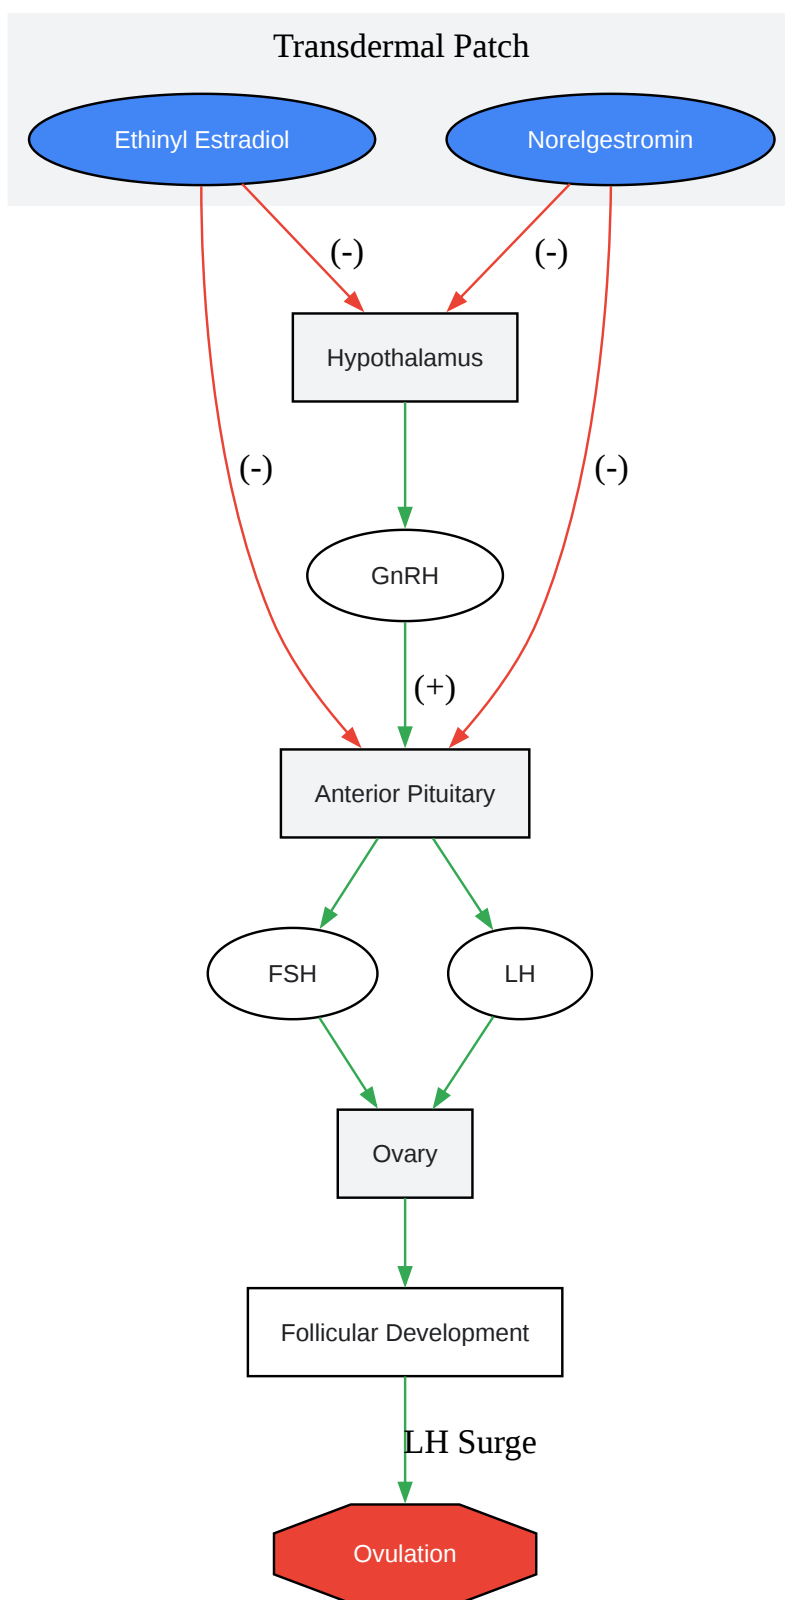 Transdermal Patch
Ethinyl Estradiol
Norelgestromin
(-)
(-)
Hypothalamus
(-)
(-)
GnRH
(+)
Anterior Pituitary
FSH
LH
Ovary
Follicular Development
LH Surge
Ovulation